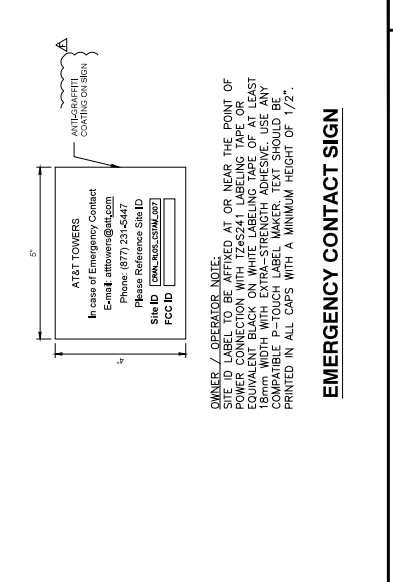 5"
4"
AT&T TOWERS
In case of Emergency Contact
E-mail: atttowers@att.com
Phone: (877) 231-5447
Please Reference Site ID
Site ID CRAN_RLOS_CSTAM_007
FCC ID
ANTI-GRAFFITI
COATING ON SIGN
OWNER / OPERATOR NOTE:
SITE ID LABEL TO BE AFFIXED AT OR NEAR THE POINT OF
POWER CONNECTION WITH TZeS241 LABELING TAPE OR
EQUIVALENT BLACK ON WHITE LABELING TAPE OF AT LEAST
18mm WIDTH WITH EXTRA-STRENGTH ADHESIVE. USE ANY
COMPATIBLE P-TOUCH LABEL MAKER. TEXT SHOULD BE
PRINTED IN ALL CAPS WITH A MINIMUM HEIGHT OF 1/2".
EMERGENCY CONTACT SIGN